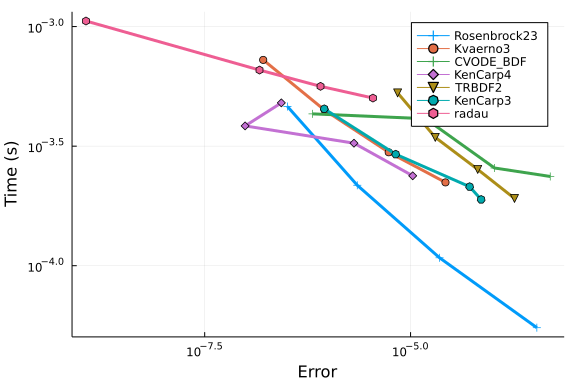 10^−3.0
Rosenbrock23
Kvaerno3
CVODE_BDF
KenCarp4
TRBDF2
KenCarp3
radau
10^−3.5
Time (s)
10^−4.0
10^−7.5
10^−5.0
Error